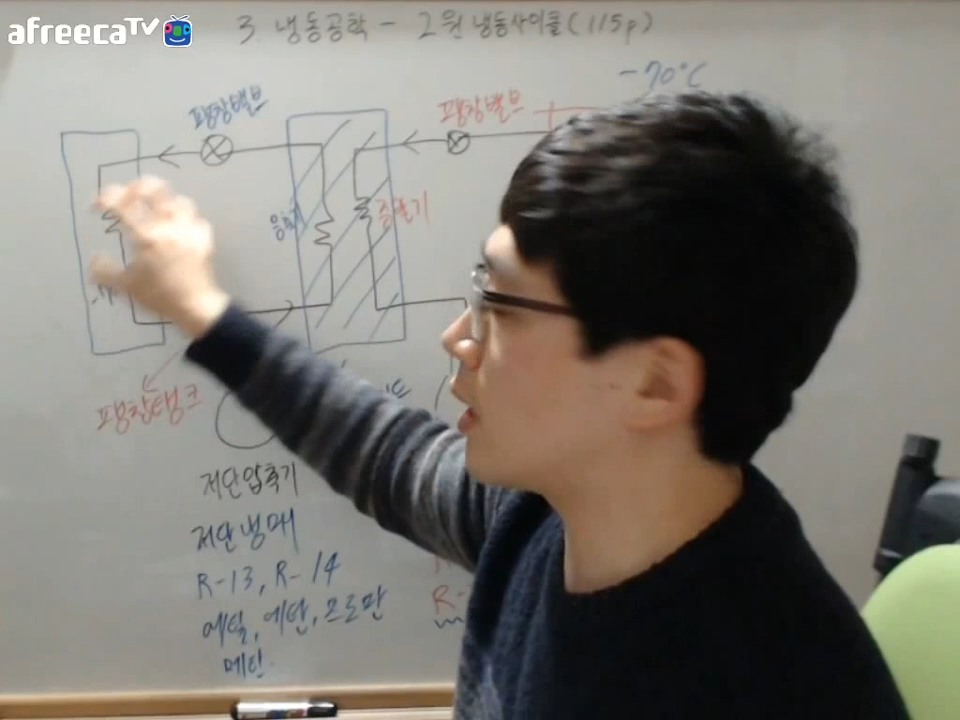 afreecaTV
3. 냉동공학 - 2원 냉동사이클 (115p)
-70°C
팽창밸브
팽창밸브
증발기
팽창탱크
저단압축기
저단냉매
R-13, R-14
R-
에틸, 에탄, 프로판
메탄